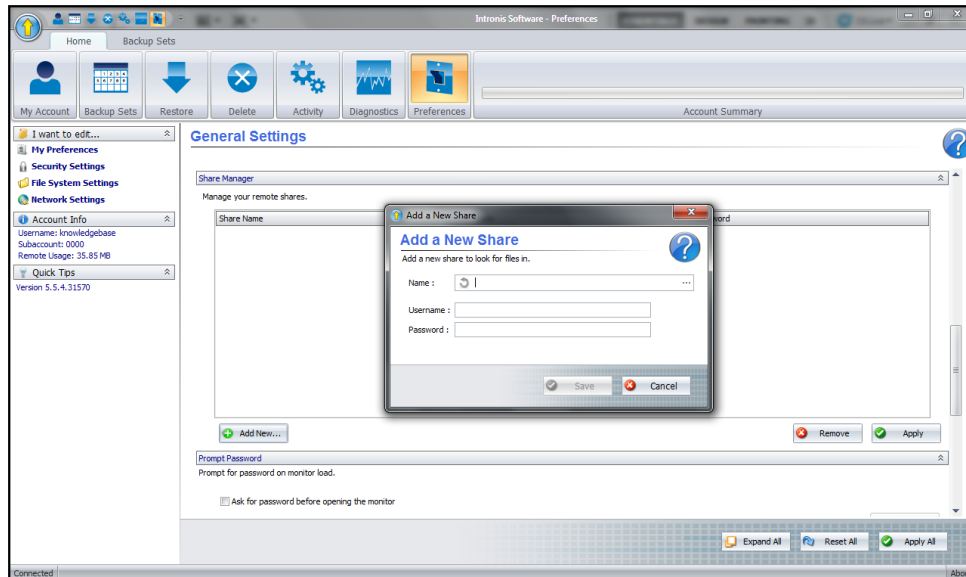 Intronis Software - Preferences
Home
Backup Sets
My Account
Backup Sets
Restore
Delete
Activity
Diagnostics
Preferences
Account Summary
I want to edit...
My Preferences
Security Settings
File System Settings
Network Settings
Account Info
Username: knowledgebase
Subaccount: 0000
Remote Usage: 35.85 MB
Quick Tips
Version 5.5.4.31570
General Settings
Share Manager
Manage your remote shares.
Share Name
word
Add a New Share
Add a New Share
Add a new share to look for files in.
Name :
...
Username :
Password :
Save
Cancel
Add New...
Remove
Apply
Prompt Password
Prompt for password on monitor load.
Ask for password before opening the monitor
Expand All
Reset All
Apply All
Connected
Abou